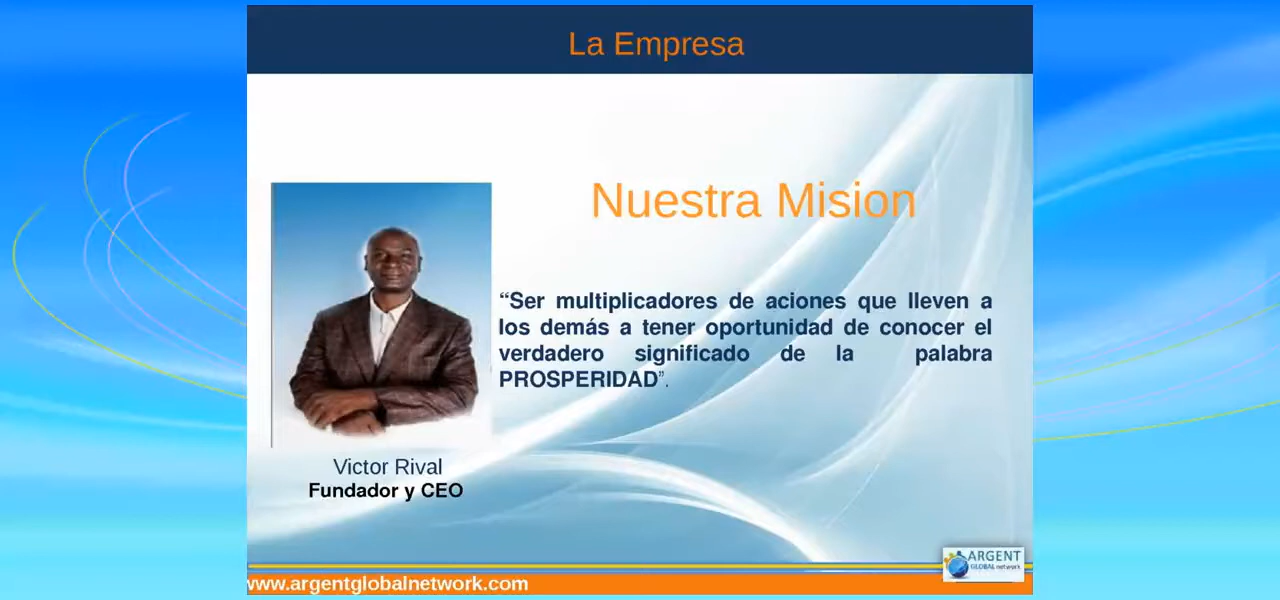 La Empresa
Nuestra Mision
“Ser multiplicadores de aciones que lleven a
los demás a tener oportunidad de conocer el
verdadero significado de la palabra
PROSPERIDAD”.
Victor Rival
Fundador y CEO
ARGENT
GLOBAL network
www.argentglobalnetwork.com